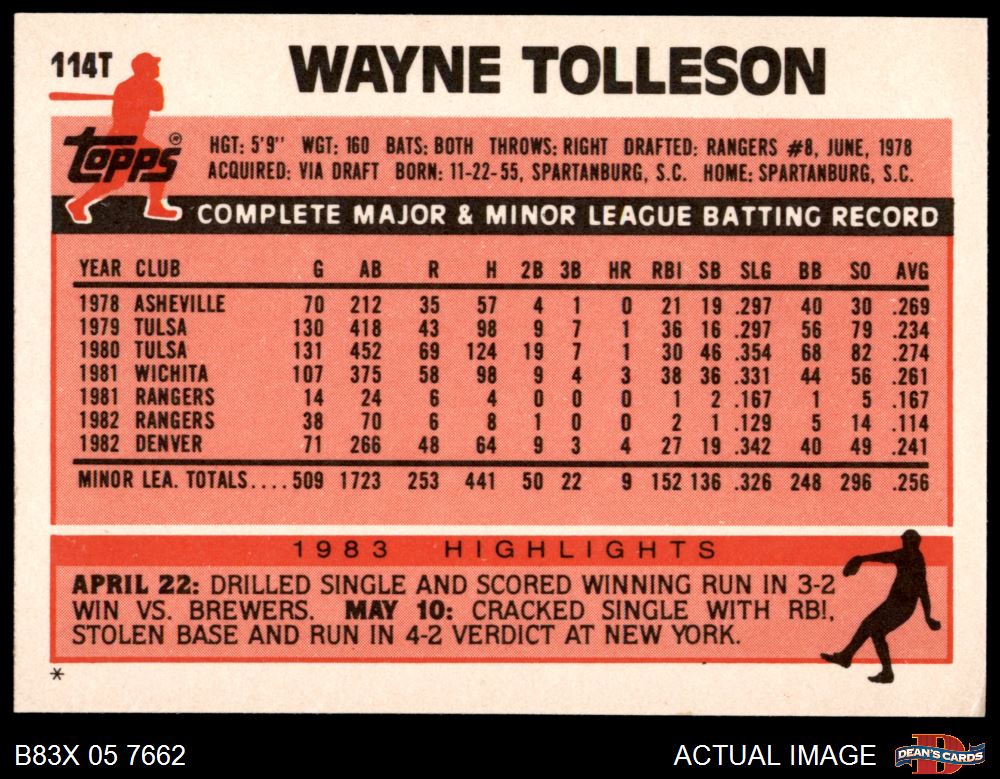 114T
WAYNE TOLLESON
Topps®
HGT: 5'9" WGT: 160 BATS: BOTH THROWS: RIGHT DRAFTED: RANGERS #8, JUNE, 1978
ACQUIRED: VIA DRAFT BORN: 11-22-55, SPARTANBURG, S.C. HOME: SPARTANBURG, S.C.
COMPLETE MAJOR & MINOR LEAGUE BATTING RECORD
YEAR CLUB G AB R H 2B 3B HR RBI SB SLG BB SO AVG
1978 ASHEVILLE 70 212 35 57 4 1 0 21 19 .297 40 30 .269
1979 TULSA 130 418 43 98 9 7 1 36 16 .297 56 79 .234
1980 TULSA 131 452 69 124 19 7 1 30 46 .354 68 82 .274
1981 WICHITA 107 375 58 98 9 4 3 38 36 .331 44 56 .261
1981 RANGERS 14 24 6 4 0 0 0 1 2 .167 1 5 .167
1982 RANGERS 38 70 6 8 1 0 0 2 1 .129 5 14 .114
1982 DENVER 71 266 48 64 9 3 4 27 19 .342 40 49 .241
MINOR LEA. TOTALS.... 509 1723 253 441 50 22 9 152 136 .326 248 296 .256
1983 HIGHLIGHTS
APRIL 22: DRILLED SINGLE AND SCORED WINNING RUN IN 3-2
WIN VS. BREWERS. MAY 10: CRACKED SINGLE WITH RBI,
STOLEN BASE AND RUN IN 4-2 VERDICT AT NEW YORK.
*
B83X 05 7662 ACTUAL IMAGE DEAN'S CARDS